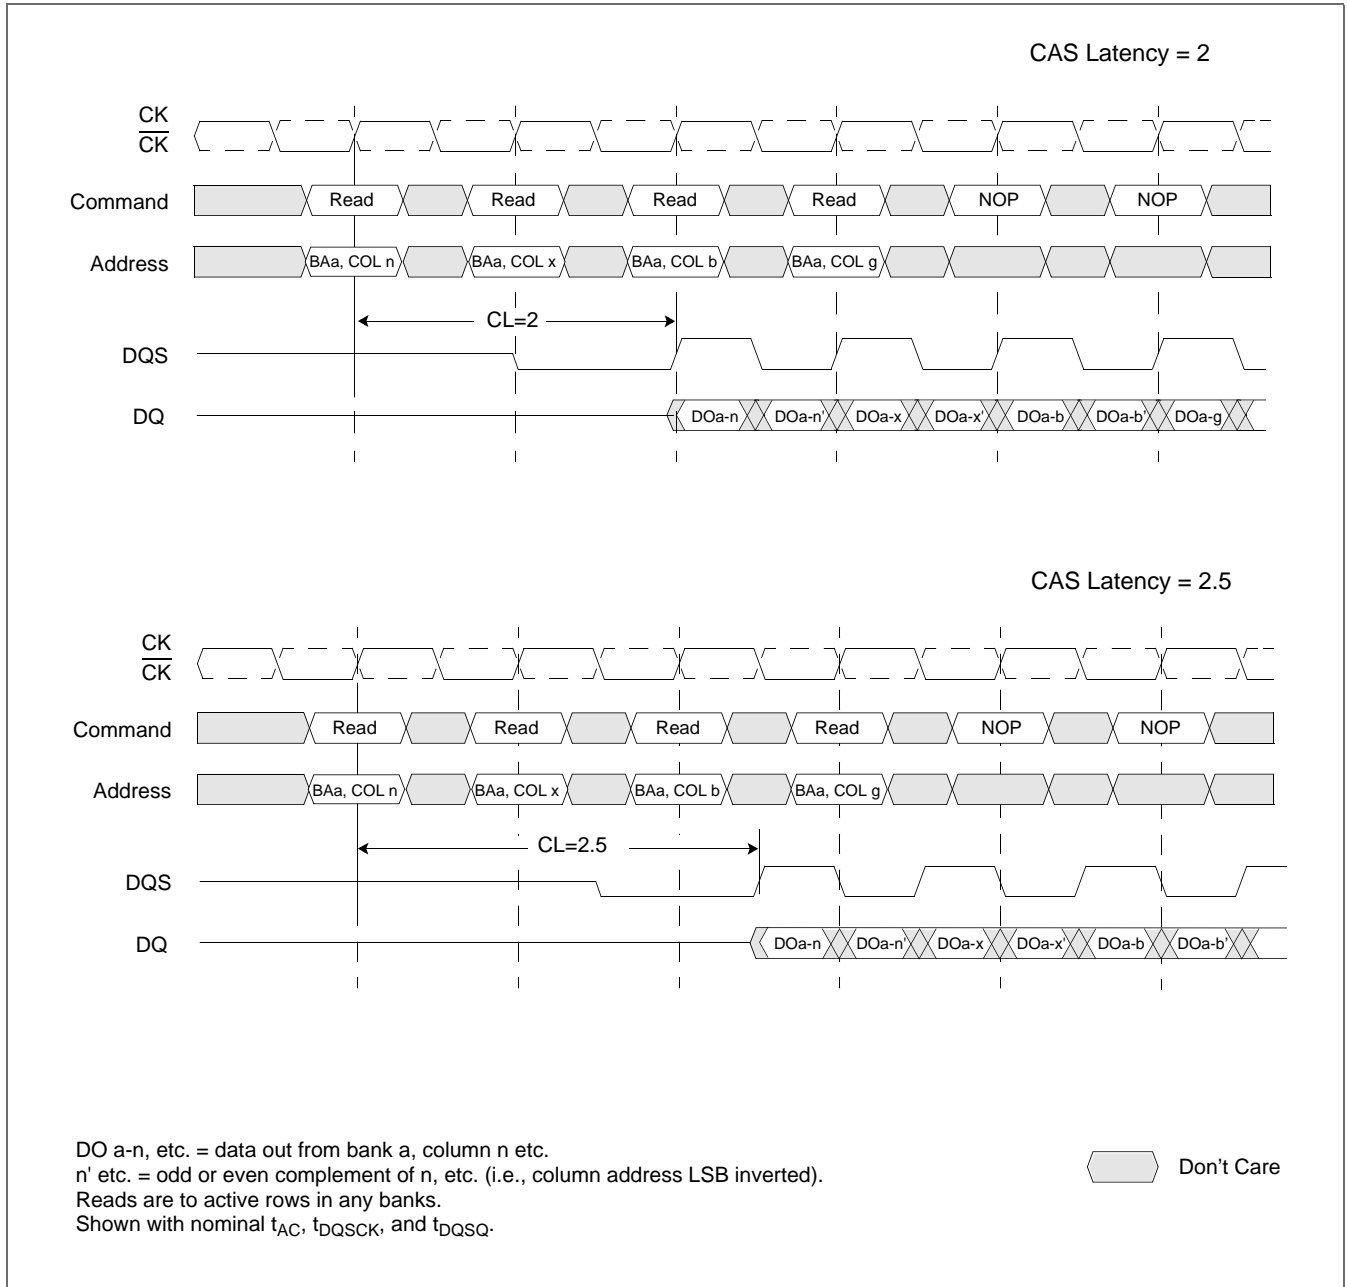 CAS Latency = 2
CK
CK
Command Read Read Read Read NOP NOP
Address BAa, COL n BAa, COL x BAa, COL b BAa, COL g
CL=2
DQS
DQ DOa-n DOa-n' DOa-x DOa-x' DOa-b DOa-b' DOa-g
CAS Latency = 2.5
CK
CK
Command Read Read Read Read NOP NOP
Address BAa, COL n BAa, COL x BAa, COL b BAa, COL g
CL=2.5
DQS
DQ DOa-n DOa-n' DOa-x DOa-x' DOa-b DOa-b'
DO a-n, etc. = data out from bank a, column n etc.
n' etc. = odd or even complement of n, etc. (i.e., column address LSB inverted).
Reads are to active rows in any banks.
Shown with nominal tAC, tDQSCK, and tDQSQ.
Don't Care